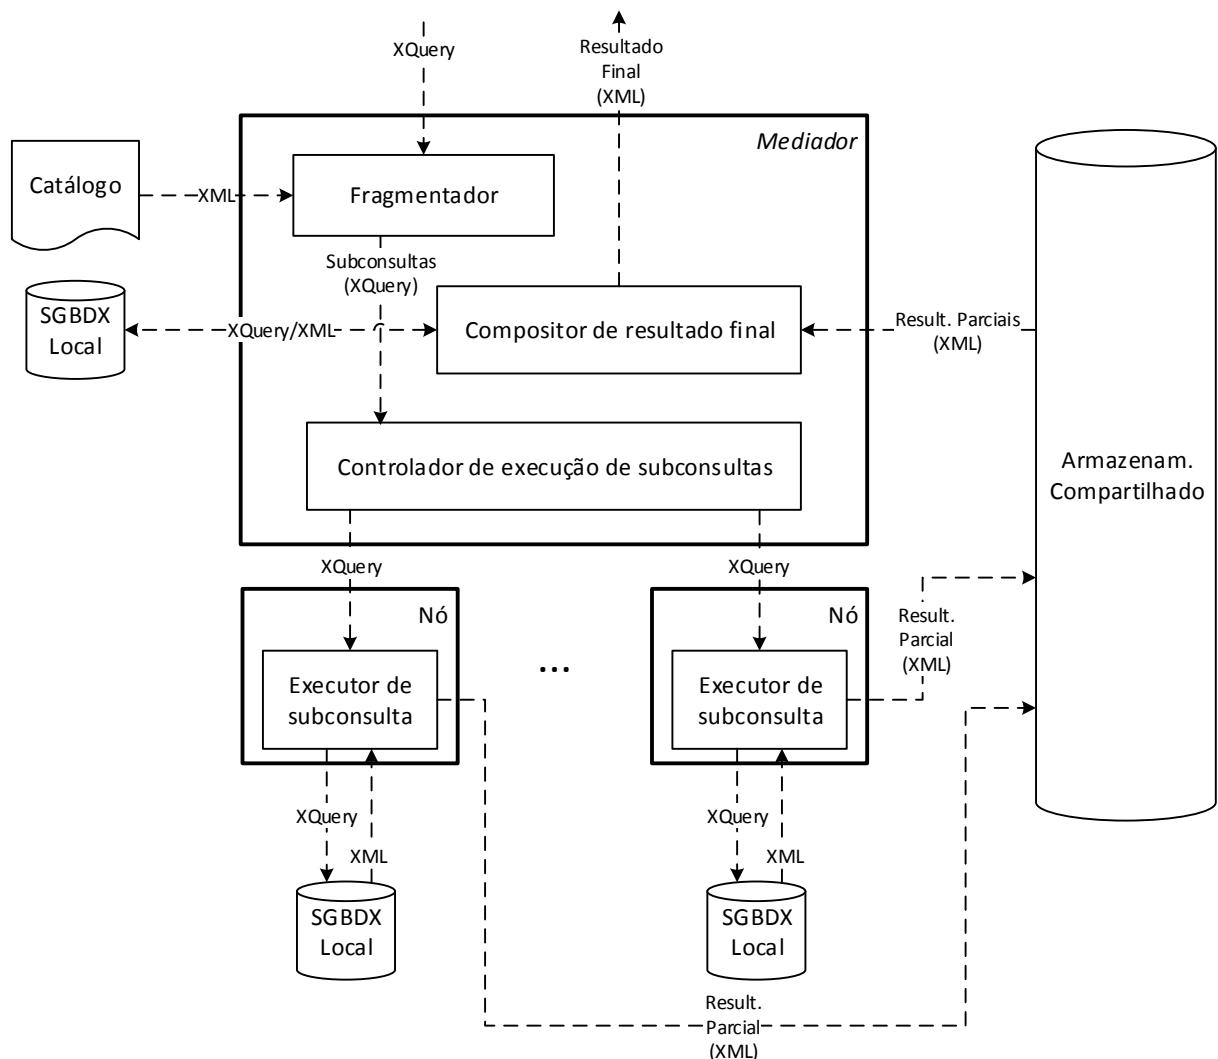 XQuery
Resultado
Final
(XML)
Mediador
Catálogo
XML
Fragmentador
Subconsultas
(XQuery)
SGBDX
Local
XQuery/XML
Compositor de resultado final
Result. Parciais
(XML)
Controlador de execução de subconsultas
Armazenam.
Compartilhado
XQuery
XQuery
Nó
Nó
Result.
Parcial
(XML)
...
Executor de
subconsulta
Executor de
subconsulta
XQuery
XML
XQuery
XML
SGBDX
Local
SGBDX
Local
Result.
Parcial
(XML)